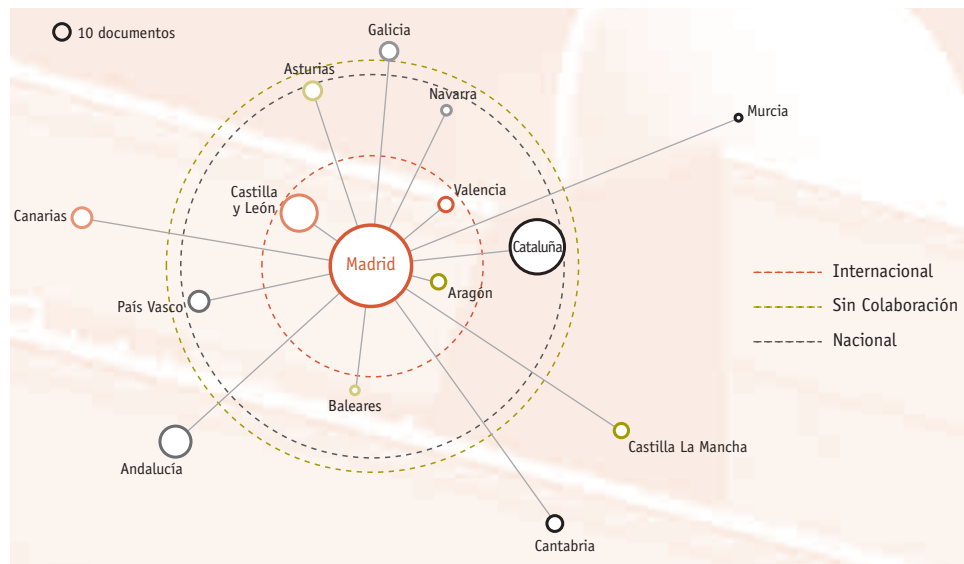 10 documentos
Galicia
Asturias
Navarra
Murcia
Castilla
y León
Valencia
Canarias
Cataluña
Madrid
Internacional
Aragón
País Vasco
Sin Colaboración
Nacional
Baleares
Castilla La Mancha
Andalucía
Cantabria